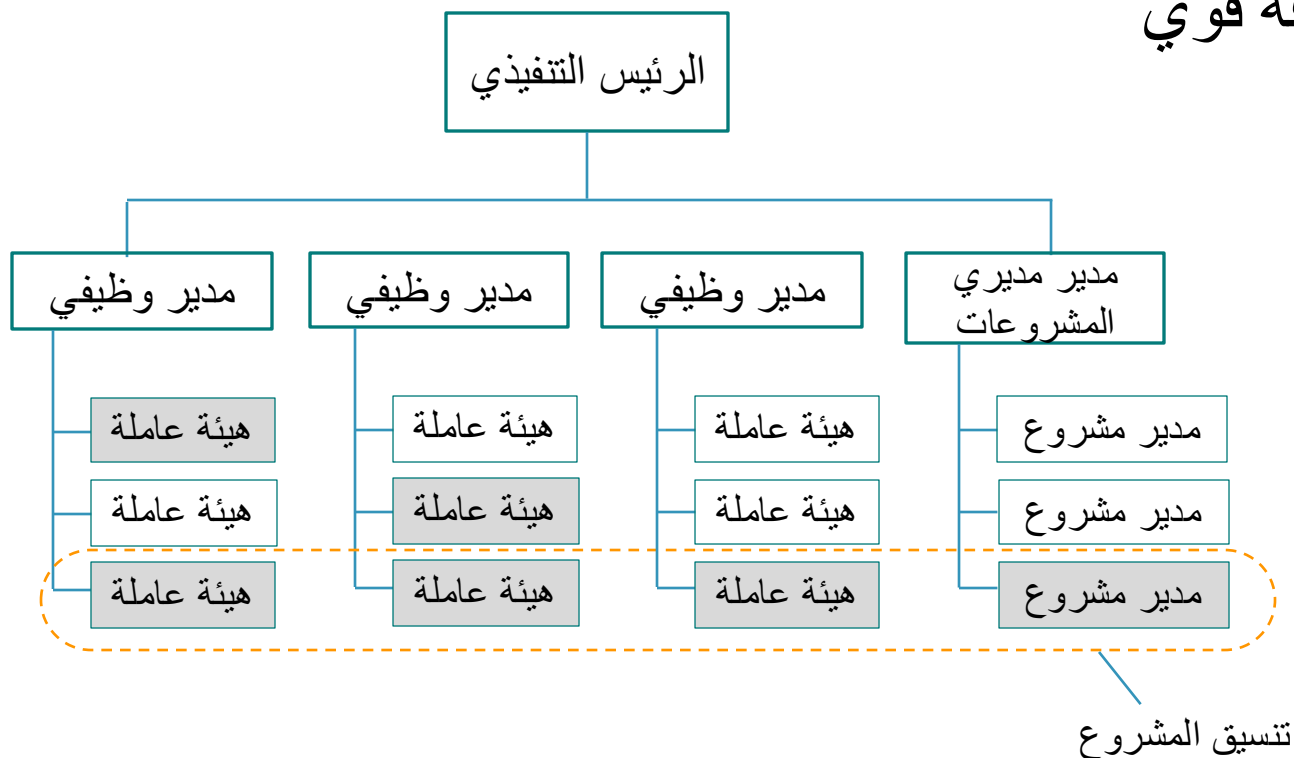 قوي
الرئيس التنفيذي
مدير مديري
المشروعات
مدير وظيفي
مدير وظيفي
مدير وظيفي
مدير مشروع
هيئة عاملة
هيئة عاملة
هيئة عاملة
مدير مشروع
هيئة عاملة
هيئة عاملة
هيئة عاملة
مدير مشروع
هيئة عاملة
هيئة عاملة
هيئة عاملة
تنسيق المشروع